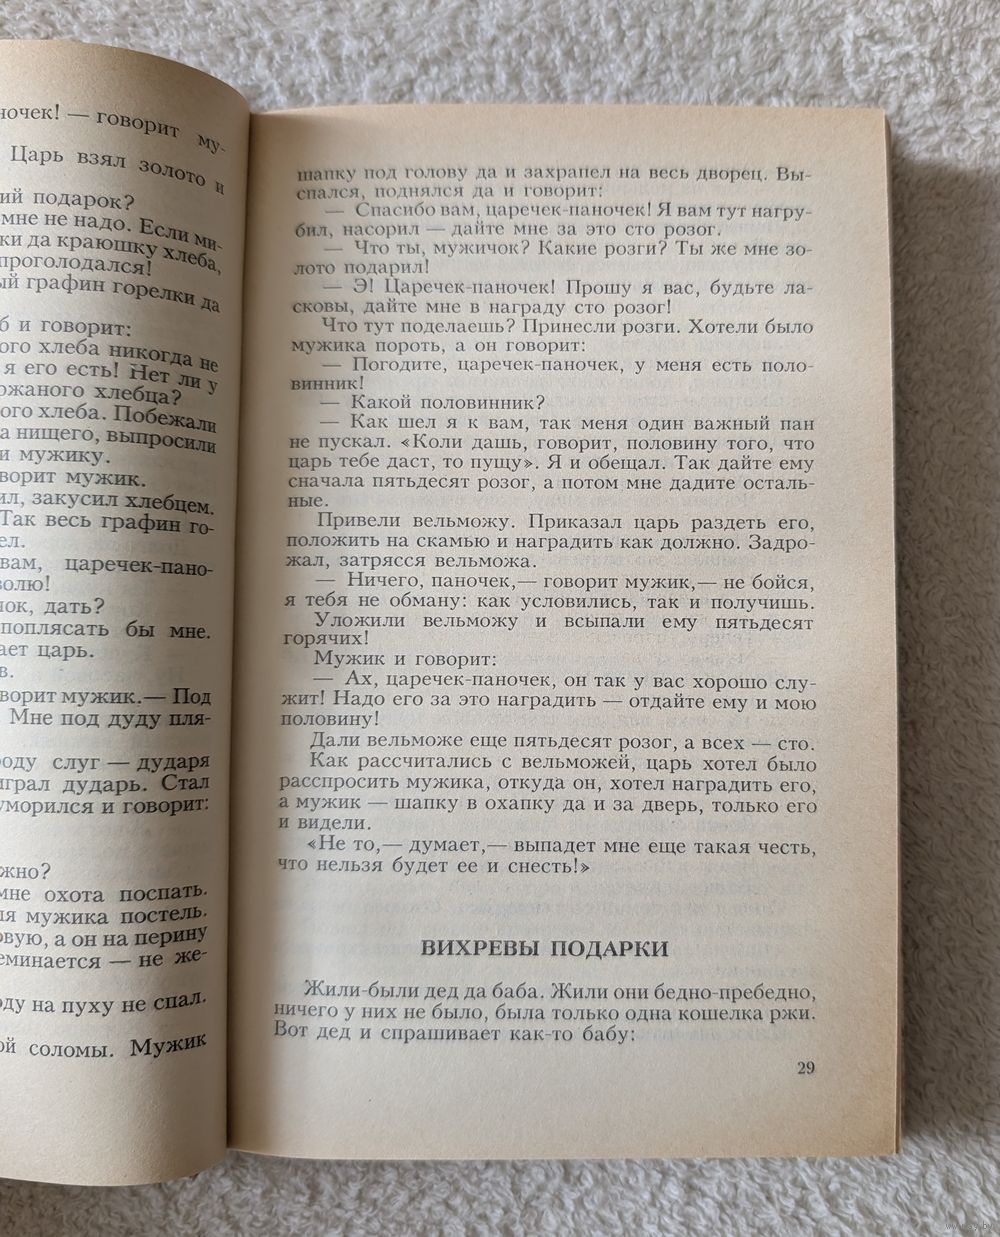 ночек! — говорит му-
Царь взял золото и
ий подарок?
мне не надо. Если ми-
ки да краюшку хлеба,
проголодался!
ый графин горелки да
б и говорит:
ого хлеба никогда не
я его есть! Нет ли у
ржаного хлебца?
ого хлеба. Побежали
а нищего, выпросили
и мужику.
ворит мужик.
ил, закусил хлебцем.
Так весь графин го-
ел.
вам, царечек-пано-
волю!
нок, дать?
поплясать бы мне.
ает царь.
в.
ворит мужик.— Под
Мне под дуду пля-
роду слуг — дударя
играл дударь. Стал
уморился и говорит:
жно?
мне охота поспать.
ля мужика постель.
овую, а он на перину
еминается — не же-
оду на пуху не спал.
ой соломы. Мужик
шапку под голову да и захрапел на весь дворец. Вы-
спался, поднялся да и говорит:
— Спасибо вам, царечек-паночек! Я вам тут нагру-
бил, насорил — дайте мне за это сто розог.
— Что ты, мужичок? Какие розги? Ты же мне зо-
лото подарил!
— Э! Царечек-паночек! Прошу я вас, будьте ла-
сковы, дайте мне в награду сто розог!
Что тут поделаешь? Принесли розги. Хотели было
мужика пороть, а он говорит:
— Погодите, царечек-паночек, у меня есть поло-
винник!
— Какой половинник?
— Как шел я к вам, так меня один важный пан
не пускал. «Коли дашь, говорит, половину того, что
царь тебе даст, то пущу». Я и обещал. Так дайте ему
сначала пятьдесят розог, а потом мне дадите осталь-
ные.
Привели вельможу. Приказал царь раздеть его,
положить на скамью и наградить как должно. Задро-
жал, затрясся вельможа.
— Ничего, паночек,— говорит мужик,— не бойся,
я тебя не обману: как условились, так и получишь.
Уложили вельможу и всыпали ему пятьдесят
горячих!
Мужик и говорит:
— Ах, царечек-паночек, он так у вас хорошо слу-
жит! Надо его за это наградить — отдайте ему и мою
половину!
Дали вельможе еще пятьдесят розог, а всех — сто.
Как рассчитались с вельможей, царь хотел было
расспросить мужика, откуда он, хотел наградить его,
а мужик — шапку в охапку да и за дверь, только его
и видели.
«Не то,— думает,— выпадет мне еще такая честь,
что нельзя будет ее и снесть!»
ВИХРЕВЫ ПОДАРКИ
Жили-были дед да баба. Жили они бедно-пребедно,
ничего у них не было, была только одна кошелка ржи.
Вот дед и спрашивает как-то бабу:
29